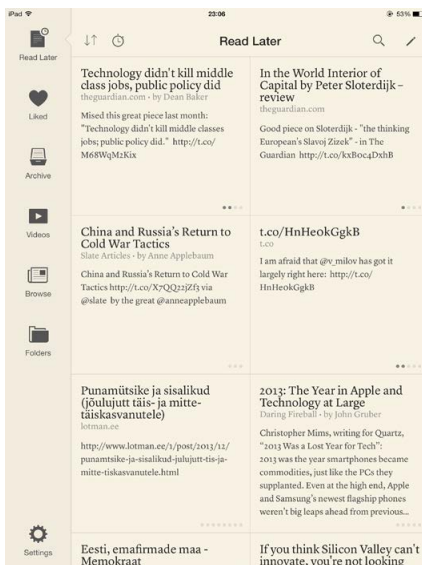 iPad
23:06
53%
Read Later
Read Later
Liked
Archive
Videos
Browse
Folders
Settings
Technology didn't kill middle
class jobs, public policy did
theguardian.com · by Dean Baker
Mised this great piece last month:
"Technology didn't kill middle classes
jobs; public policy did." http://t.co/
M68WqM2Kix
In the World Interior of
Capital by Peter Sloterdijk –
review
theguardian.com
Good piece on Sloterdijk - "the thinking
European's Slavoj Zizek" - in The
Guardian http://t.co/kxBoc4DxhB
China and Russia's Return to
Cold War Tactics
Slate Articles · by Anne Applebaum
China and Russia's Return to Cold War
Tactics http://t.co/X7QQ22jZf3 via
@slate by the great @anneapplebaum
t.co/HnHeokGgkB
t.co
I am afraid that @v_milov has got it
largely right here: http://t.co/
HnHeokGgkB
Punamütsike ja sisalikud
(jõulujutt täis- ja mitte-
täiskasvanutele)
lotman.ee
http://www.lotman.ee/1/post/2013/12/
punamtsike-ja-sisalikud-julujutt-tis-ja-
mitte-tiskasvanutele.html
2013: The Year in Apple and
Technology at Large
Daring Fireball · by John Gruber
Christopher Mims, writing for Quartz,
"2013 Was a Lost Year for Tech":
2013 was the year smartphones became
commodities, just like the PCs they
supplanted. Even at the high end, Apple
and Samsung's newest flagship phones
weren't big leaps ahead from previous...
Eesti, emafirmade maa -
Memokraat
If you think Silicon Valley can't
innovate, you're not looking